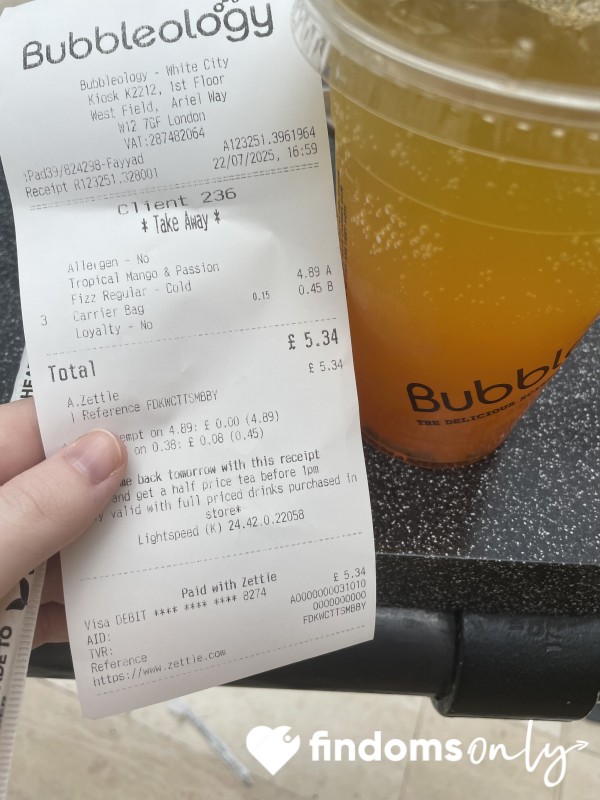 Bubbleology
Bubbleology - White City
Kiosk K2212, 1st Floor
West Field, Ariel Way
W12 7GF London
VAT:287482064
:Pad39/824298-Fayyad A123251.3961964
Receipt R123251.328001 22/07/2025, 16:59
Client 236
* Take Away *
Allergen - No
Tropical Mango & Passion 4.89 A
Fizz Regular - Cold
3 Carrier Bag 0.15 0.45 B
Loyalty - No
Total £ 5.34
A.Zettle £ 5.34
| Reference FDKWCTTSMBBY
empt on 4.89: £ 0.00 (4.89)
on 0.38: £ 0.08 (0.45)
me back tomorrow with this receipt
and get a half price tea before 1pm
y valid with full priced drinks purchased in
store*
Lightspeed (K) 24.42.0.22058
Paid with Zettle
Visa DEBIT **** **** **** 8274 £ 5.34
AID: A0000000031010
TVR: 0000000000
Reference FDKWCTTSMBBY
https://www.zettle.com
Bubbl
THE DELICIOUS
ADE TO
findomsonly